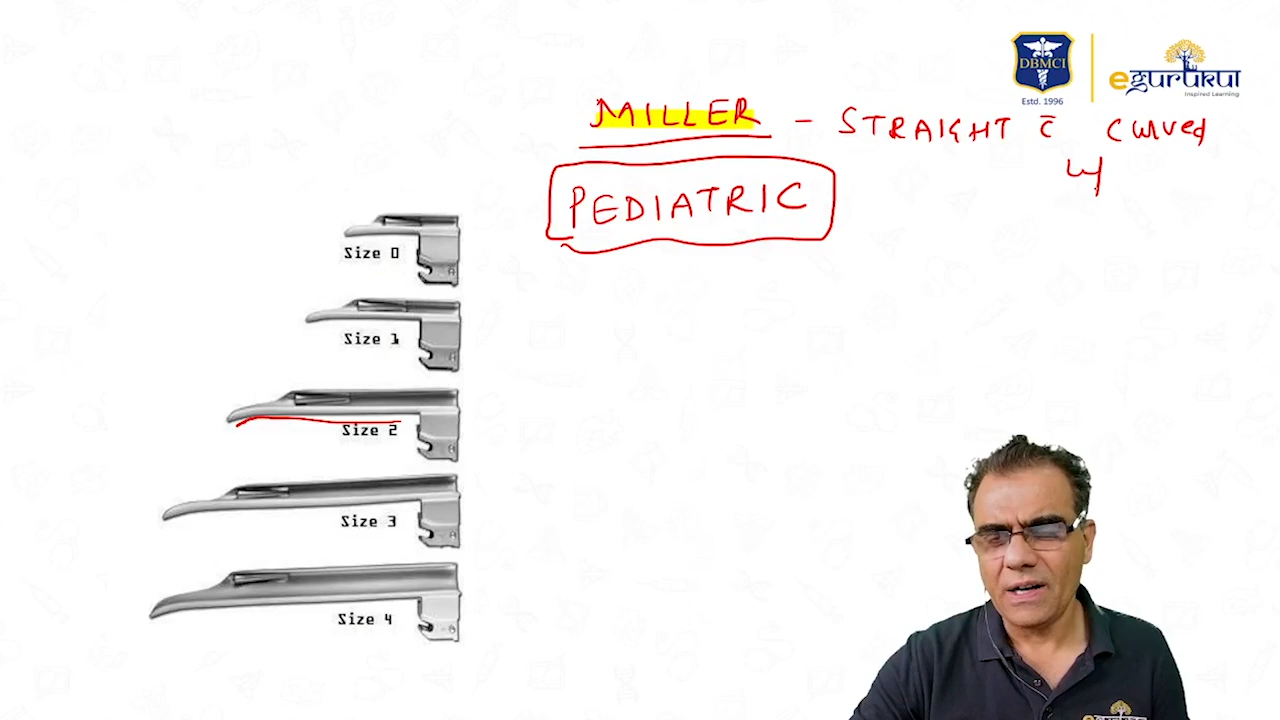 DBMCI
Estd. 1996
egurukul
Inspired Learning
MILLER - STRAIGHT c̄ curved
PEDIATRIC
Size 0
Size 1
Size 2
Size 3
Size 4
egurukul